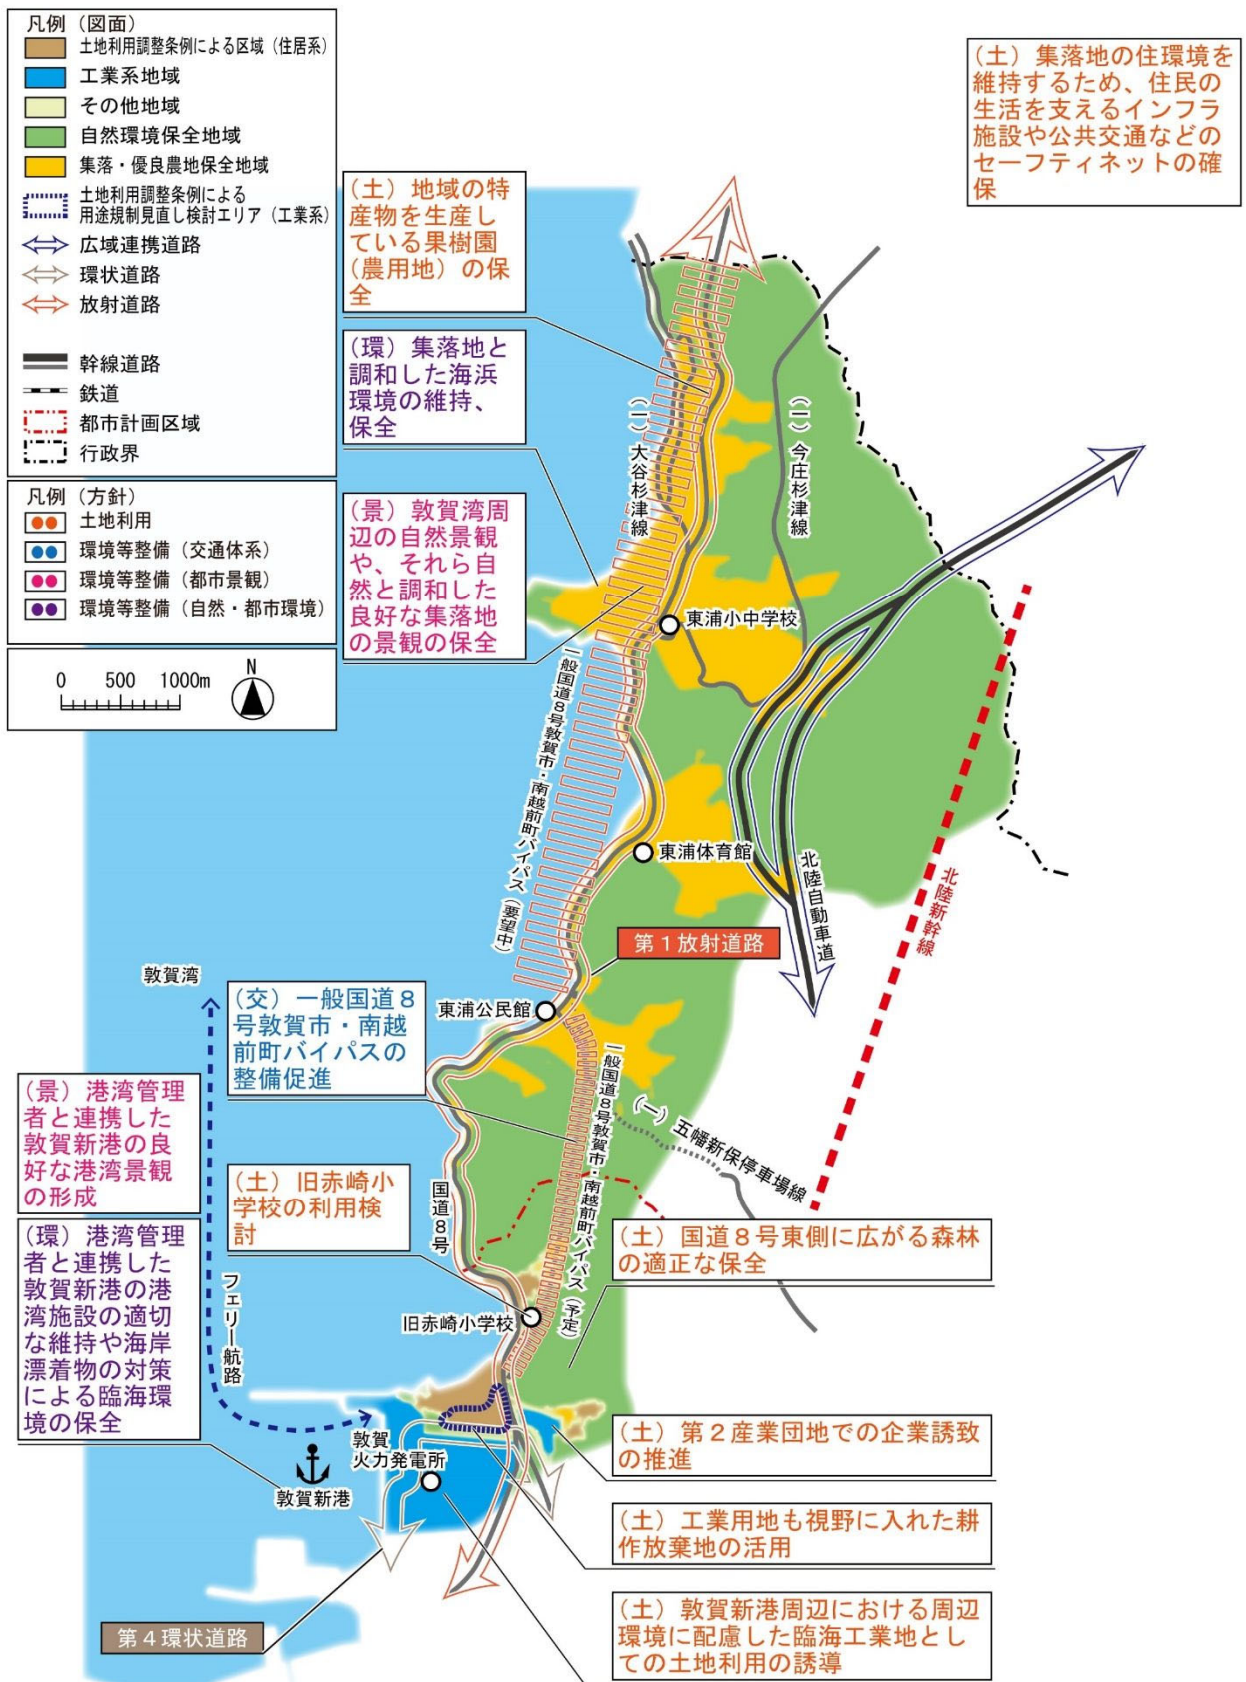 凡例（図面）
土地利用調整条例による区域（住居系）
工業系地域
その他地域
自然環境保全地域
集落・優良農地保全地域
土地利用調整条例による
用途規制見直し検討エリア（工業系）
広域連携道路
環状道路
放射道路
幹線道路
鉄道
都市計画区域
行政界
凡例（方針）
土地利用
環境等整備（交通体系）
環境等整備（都市景観）
環境等整備（自然・都市環境）
0 500 1000m
N
（土）集落地の住環境を
維持するため、住民の
生活を支えるインフラ
施設や公共交通などの
セーフティネットの確
保
（土）地域の特
産物を生産し
ている果樹園
（農用地）の保
全
（環）集落地と
調和した海浜
環境の維持、
保全
（景）敦賀湾周
辺の自然景観
や、それら自
然と調和した
良好な集落地
の景観の保全
（一）大谷杉津線
（一）今庄杉津線
東浦小中学校
一般国道8号敦賀市・南越前町バイパス（要望中）
東浦体育館
北陸自動車道
北陸新幹線
第１放射道路
敦賀湾
東浦公民館
（交）一般国道８
号敦賀市・南越
前町バイパスの
整備促進
一般国道8号敦賀市・南越前町バイパス（予定）
（一）五幡新保停車場線
（景）港湾管理
者と連携した
敦賀新港の良
好な港湾景観
の形成
（土）旧赤崎小
学校の利用検
討
国道8号
（土）国道８号東側に広がる森林
の適正な保全
（環）港湾管理
者と連携した
敦賀新港の港
湾施設の適切
な維持や海岸
漂着物の対策
による臨海環
境の保全
フェリー航路
旧赤崎小学校
敦賀
火力発電所
敦賀新港
（土）第２産業団地での企業誘致
の推進
（土）工業用地も視野に入れた耕
作放棄地の活用
（土）敦賀新港周辺における周辺
環境に配慮した臨海工業地とし
ての土地利用の誘導
第４環状道路